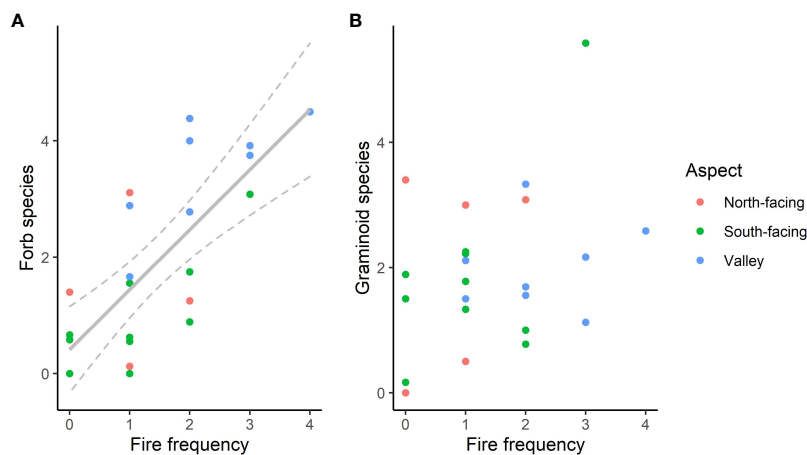 A
B
Forb species
4
2
0
0 1 2 3 4
Fire frequency
Graminoid species
4
2
0
0 1 2 3 4
Fire frequency
Aspect
North-facing
South-facing
Valley